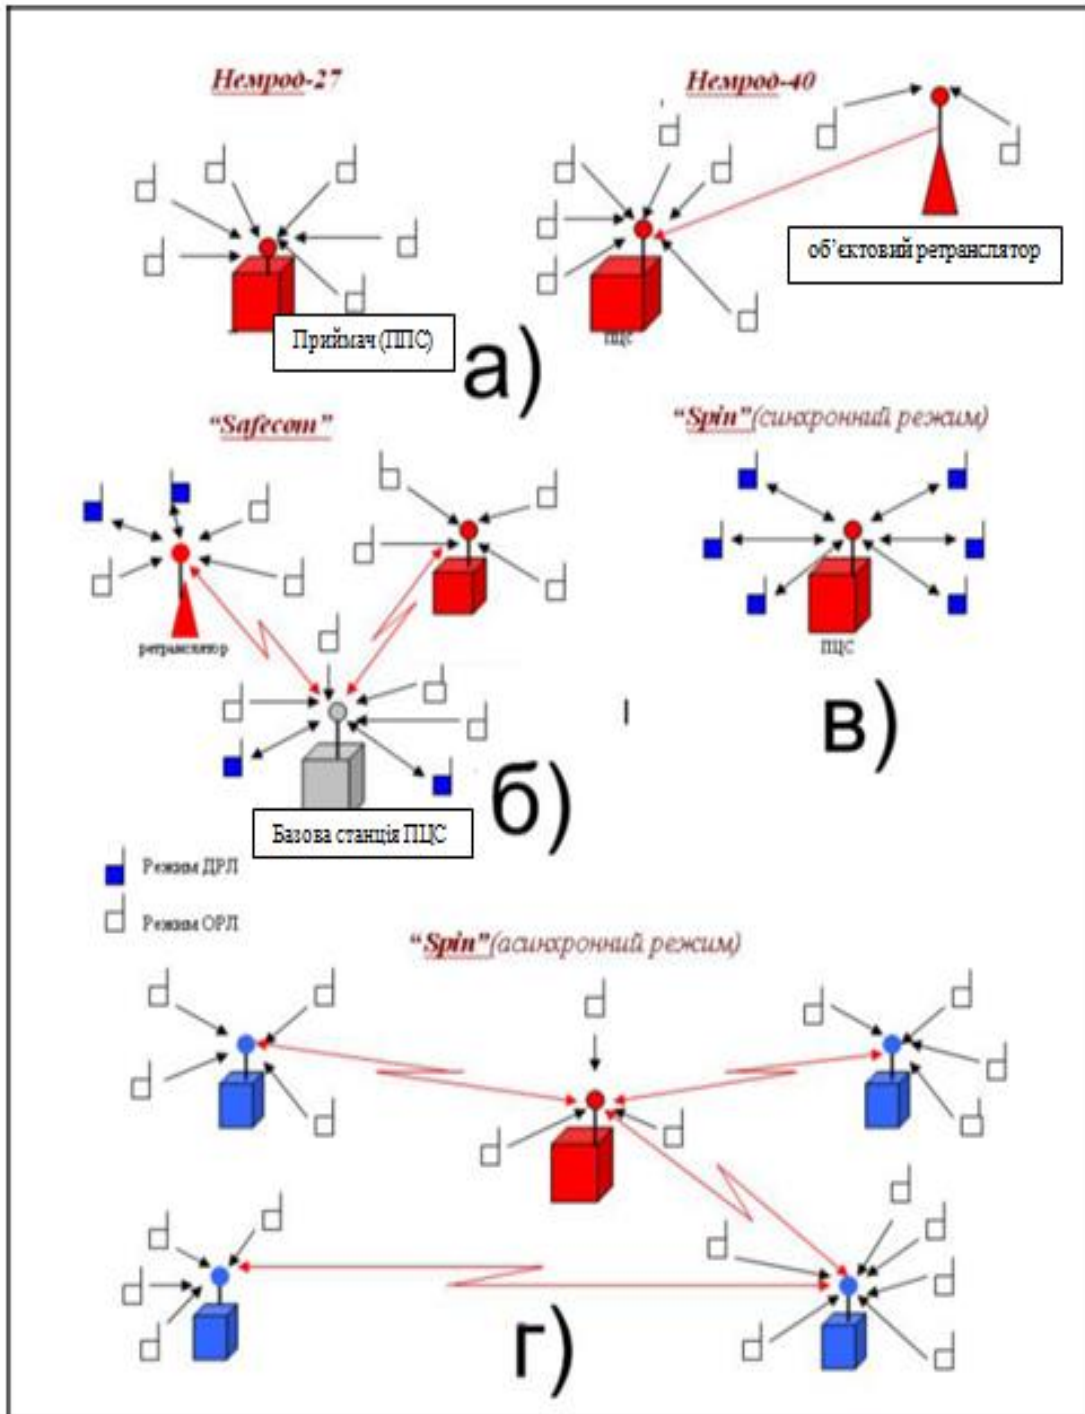 Немрод-27
Немрод-40
об’єктовий ретранслятор
Приймач (ППС)
ПЦС
а)
“Safecom”
“Spin” (синхронний режим)
ретранслятор
ПЦС
в)
б)
Базова станція ПЦС
Режим ДРЛ
Режим ОРЛ
“Spin” (асинхронний режим)
г)